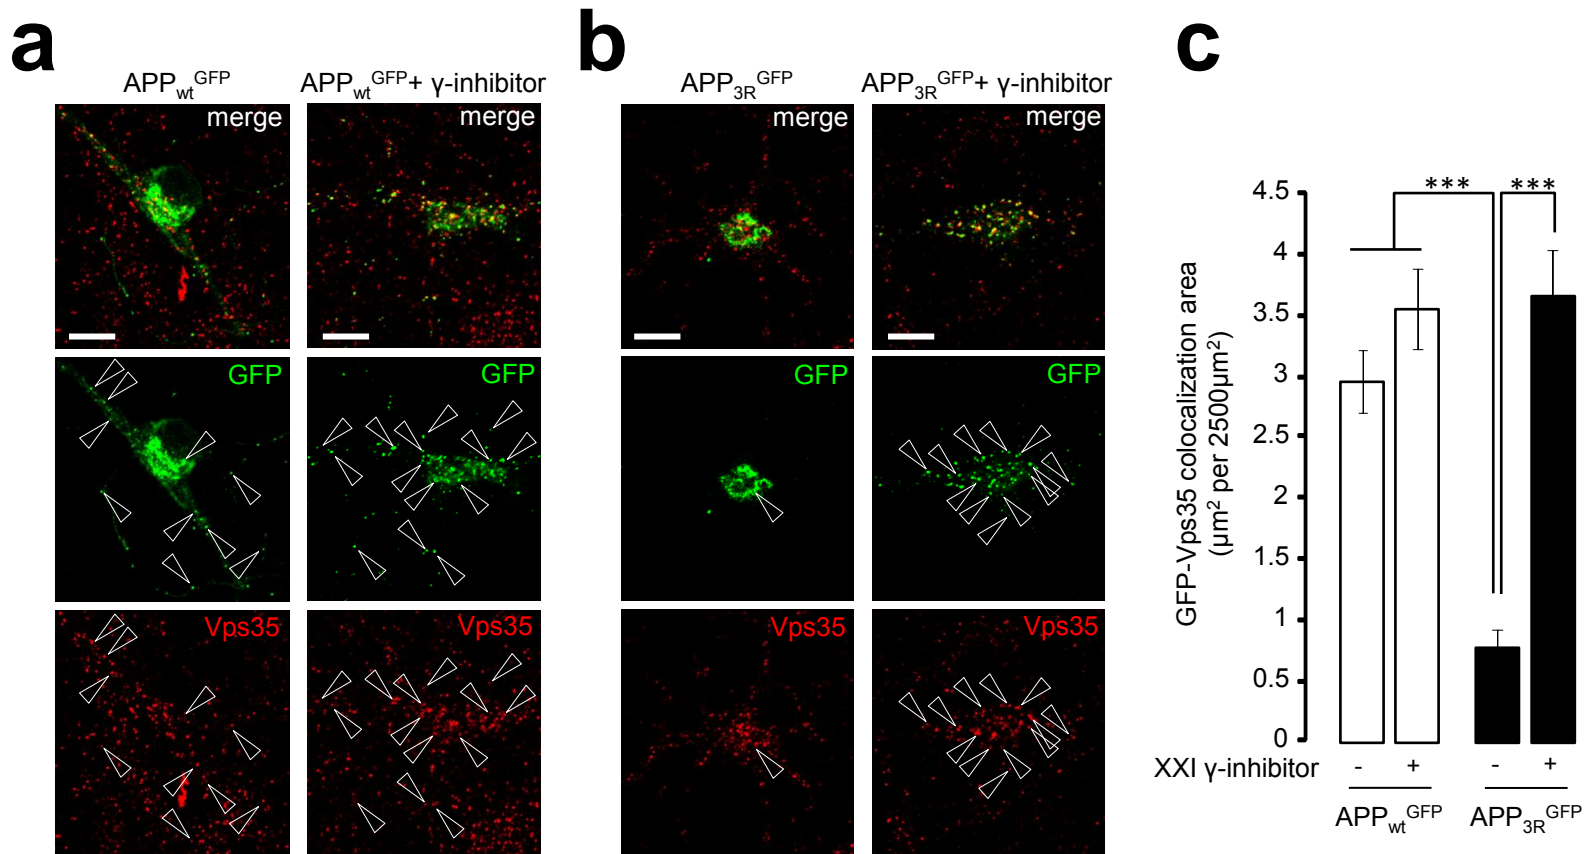 a
b
c
APPwtGFP
APPwtGFP+ γ-inhibitor
APP3RGFP
APP3RGFP+ γ-inhibitor
merge
merge
merge
merge
GFP
GFP
GFP
GFP
Vps35
Vps35
Vps35
Vps35
GFP-Vps35 colocalization area
(µm² per 2500µm²)
*** ***
4.5
4
3.5
3
2.5
2
1.5
1
0.5
0
XXI γ-inhibitor - + - +
APPwtGFP APP3RGFP